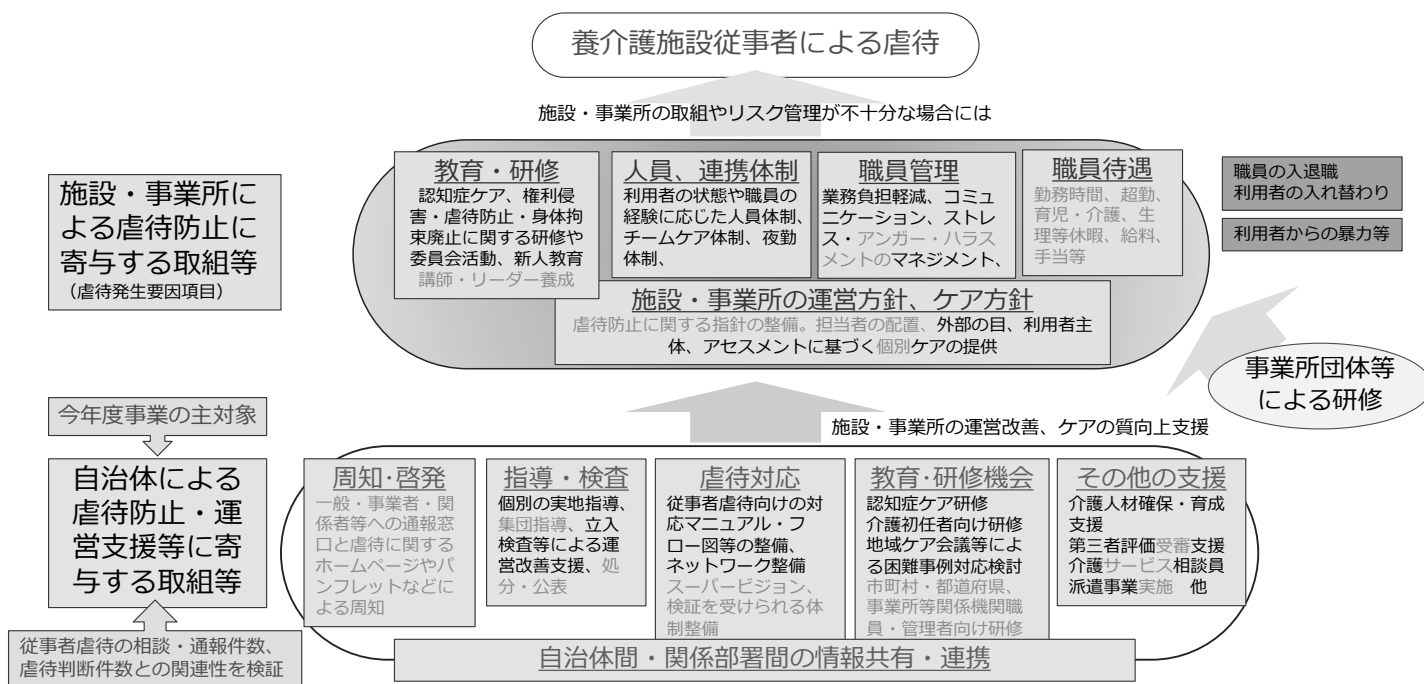 養介護施設従事者による虐待
施設・事業所の取組やリスク管理が不十分な場合には
施設・事業所に
よる虐待防止に
寄与する取組等
（虐待発生要因項目）
教育・研修
認知症ケア、権利侵
害・虐待防止・身体拘
束廃止に関する研修や
委員会活動、新人教育
講師・リーダー養成
人員、連携体制
利用者の状態や職員の
経験に応じた人員体制、
チームケア体制、夜勤
体制、
職員管理
業務負担軽減、コミュ
ニケーション、ストレ
ス・アンガー・ハラス
メントのマネジメント、
職員待遇
勤務時間、超勤、
育児・介護、生
理等休暇、給料、
手当等
職員の入退職
利用者の入れ替わり
利用者からの暴力等
施設・事業所の運営方針、ケア方針
虐待防止に関する指針の整備。担当者の配置、外部の目、利用者主
体、アセスメントに基づく個別ケアの提供
事業所団体等
による研修
施設・事業所の運営改善、ケアの質向上支援
今年度事業の主対象
自治体による
虐待防止・運
営支援等に寄
与する取組等
従事者虐待の相談・通報件数、
虐待判断件数との関連性を検証
周知・啓発
一般・事業者・関
係者等への通報窓
口と虐待に関する
ホームページやパ
ンフレットなどに
よる周知
指導・検査
個別の実地指導、
集団指導、立入
検査等による運
営改善支援、処
分・公表
虐待対応
従事者虐待向けの対
応マニュアル・フ
ロー図等の整備、
ネットワーク整備
スーパービジョン、
検証を受けられる体
制整備
教育・研修機会
認知症ケア研修
介護初任者向け研修
地域ケア会議等によ
る困難事例対応検討
市町村・都道府県、
事業所等関係機関職
員・管理者向け研修
その他の支援
介護人材確保・育成
支援
第三者評価受審支援
介護サービス相談員
派遣事業実施　他
自治体間・関係部署間の情報共有・連携